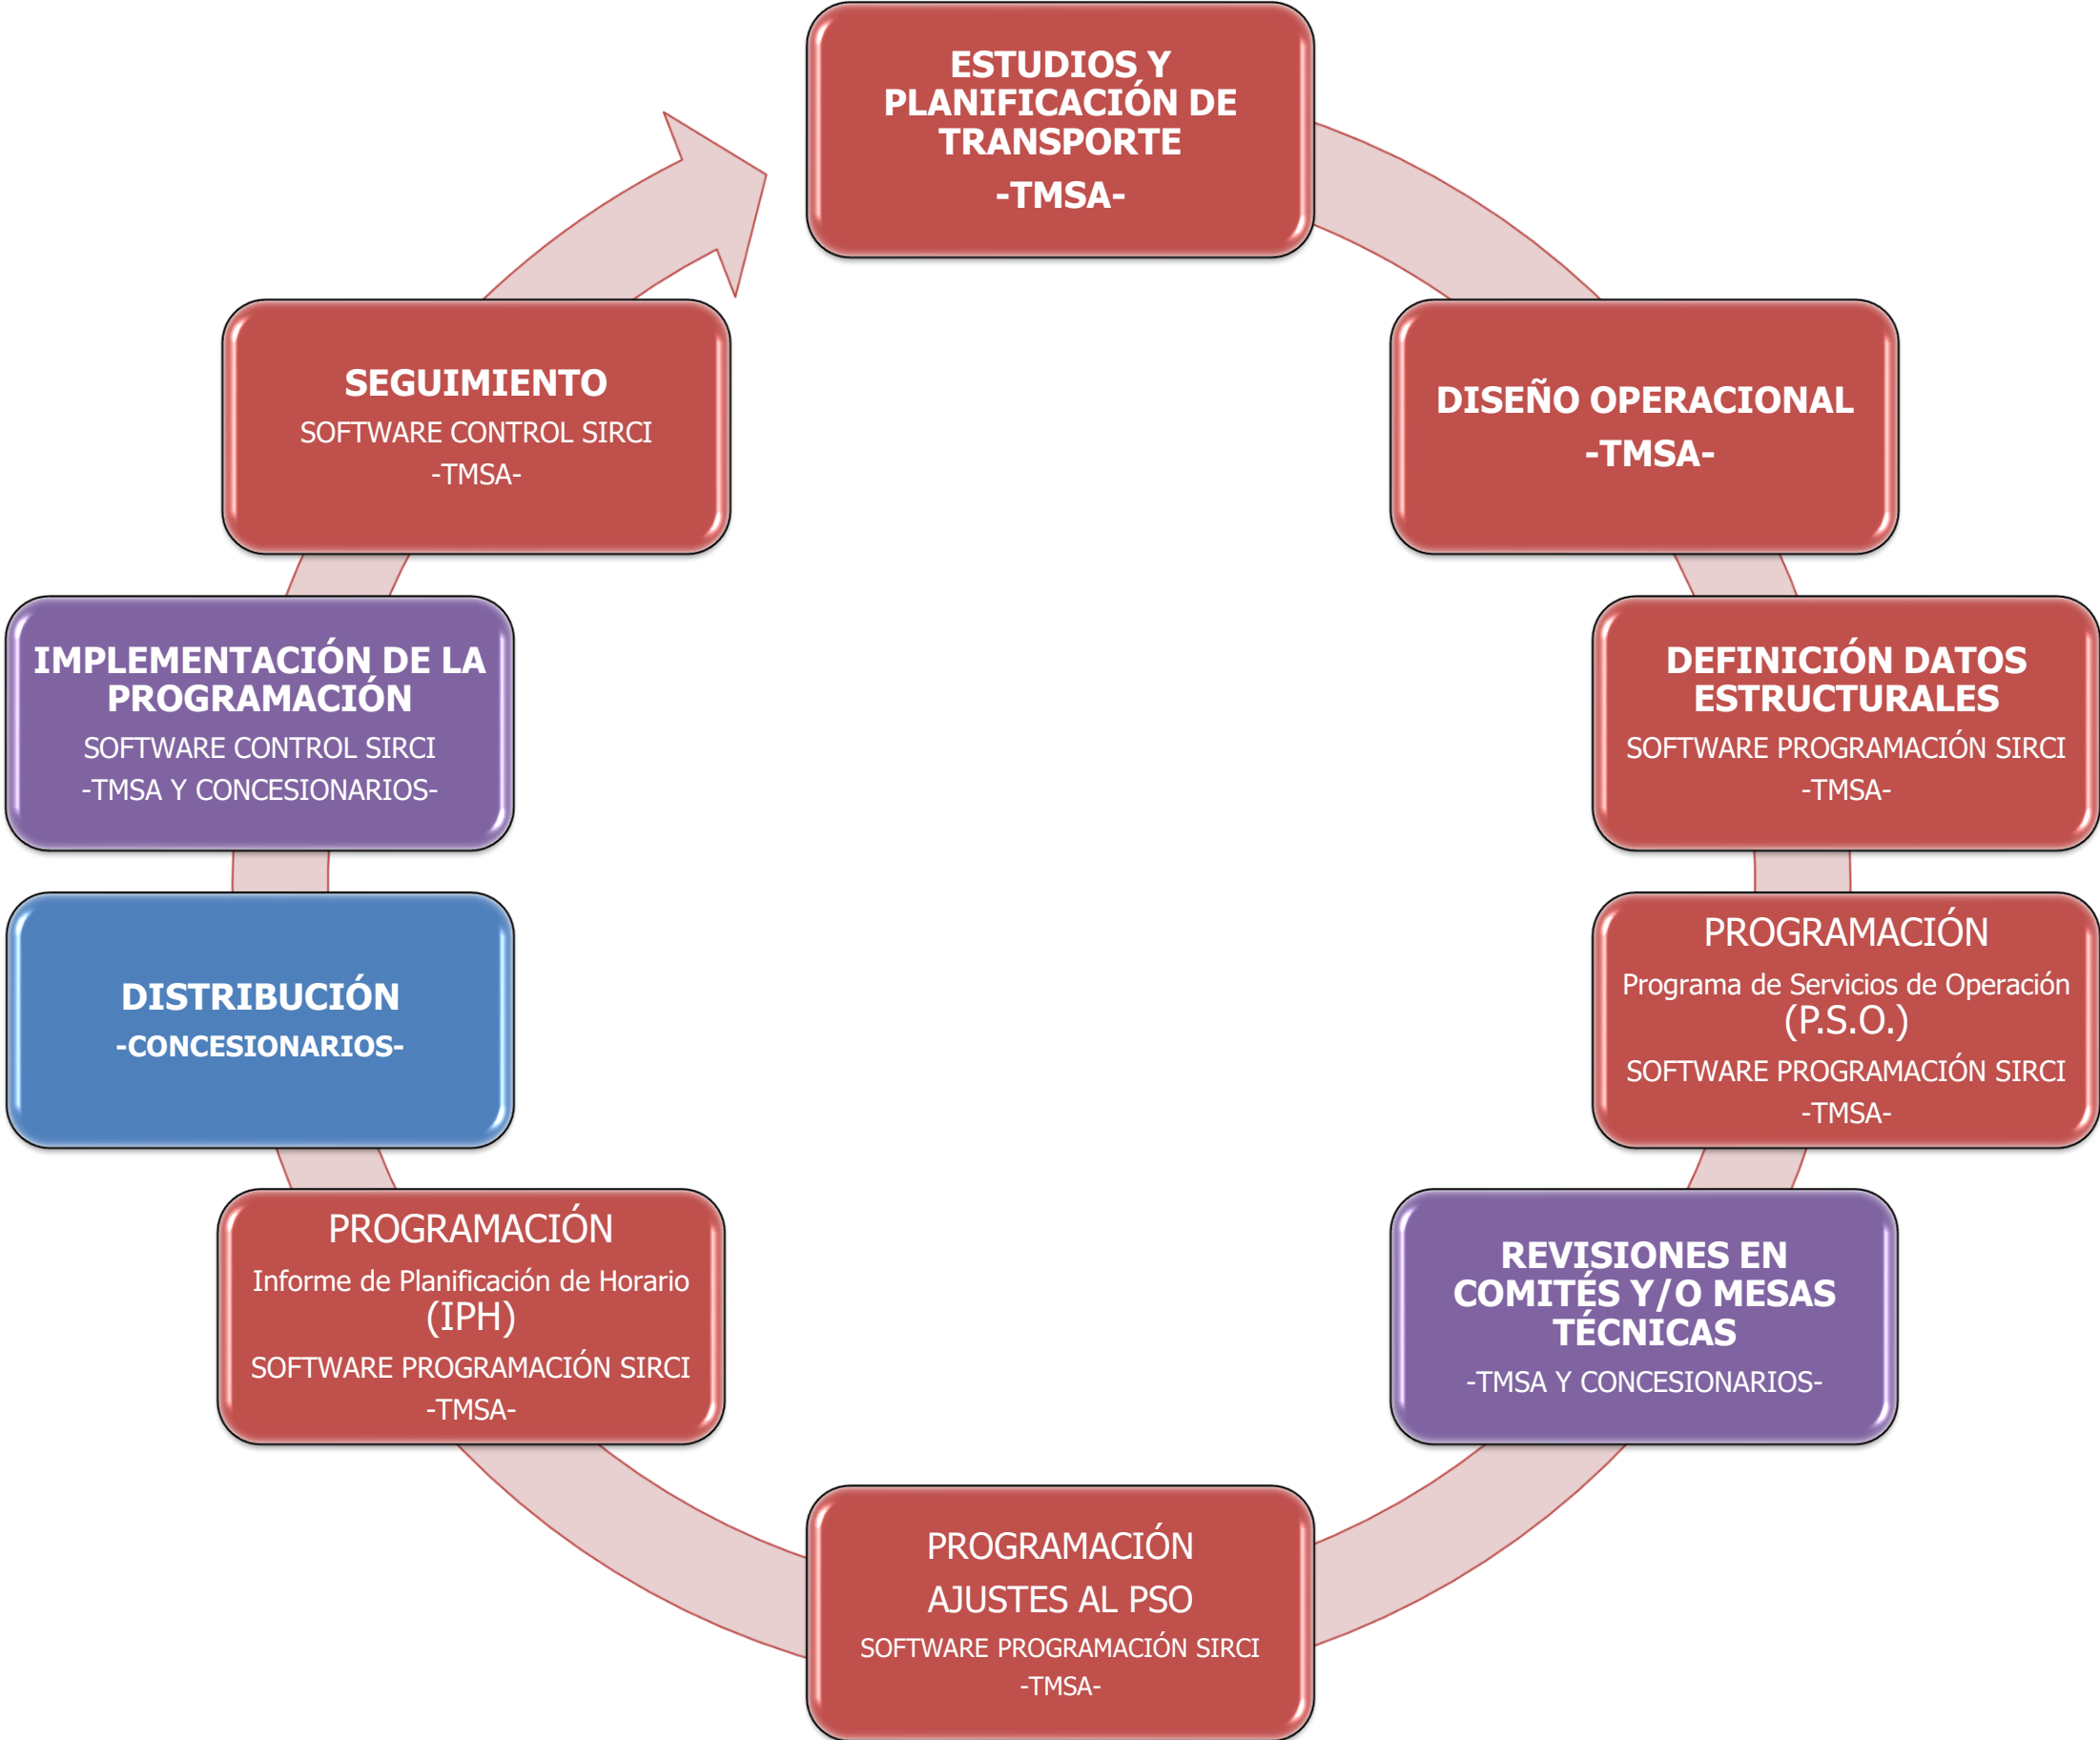 ESTUDIOS Y
PLANIFICACIÓN DE
TRANSPORTE
-TMSA-
DISEÑO OPERACIONAL
-TMSA-
DEFINICIÓN DATOS
ESTRUCTURALES
SOFTWARE PROGRAMACIÓN SIRCI
-TMSA-
PROGRAMACIÓN
Programa de Servicios de Operación
(P.S.O.)
SOFTWARE PROGRAMACIÓN SIRCI
-TMSA-
REVISIONES EN
COMITÉS Y/O MESAS
TÉCNICAS
-TMSA Y CONCESIONARIOS-
PROGRAMACIÓN
AJUSTES AL PSO
SOFTWARE PROGRAMACIÓN SIRCI
-TMSA-
PROGRAMACIÓN
Informe de Planificación de Horario
(IPH)
SOFTWARE PROGRAMACIÓN SIRCI
-TMSA-
DISTRIBUCIÓN
-CONCESIONARIOS-
IMPLEMENTACIÓN DE LA
PROGRAMACIÓN
SOFTWARE CONTROL SIRCI
-TMSA Y CONCESIONARIOS-
SEGUIMIENTO
SOFTWARE CONTROL SIRCI
-TMSA-